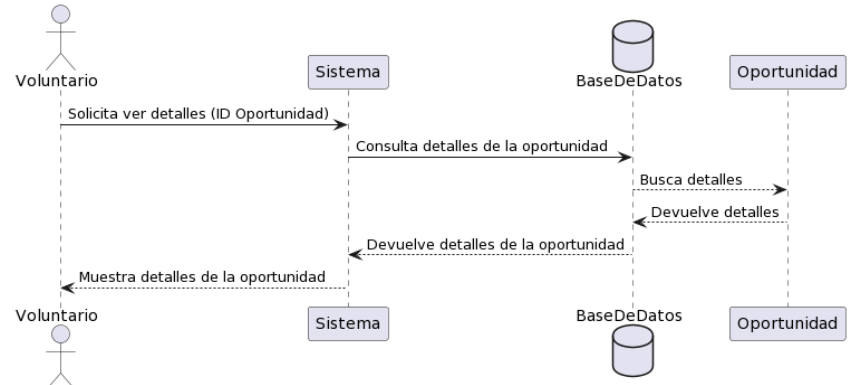 Voluntario
Sistema
BaseDeDatos
Oportunidad
Solicita ver detalles (ID Oportunidad)
Consulta detalles de la oportunidad
Busca detalles
Devuelve detalles
Devuelve detalles de la oportunidad
Muestra detalles de la oportunidad
Voluntario
Sistema
BaseDeDatos
Oportunidad